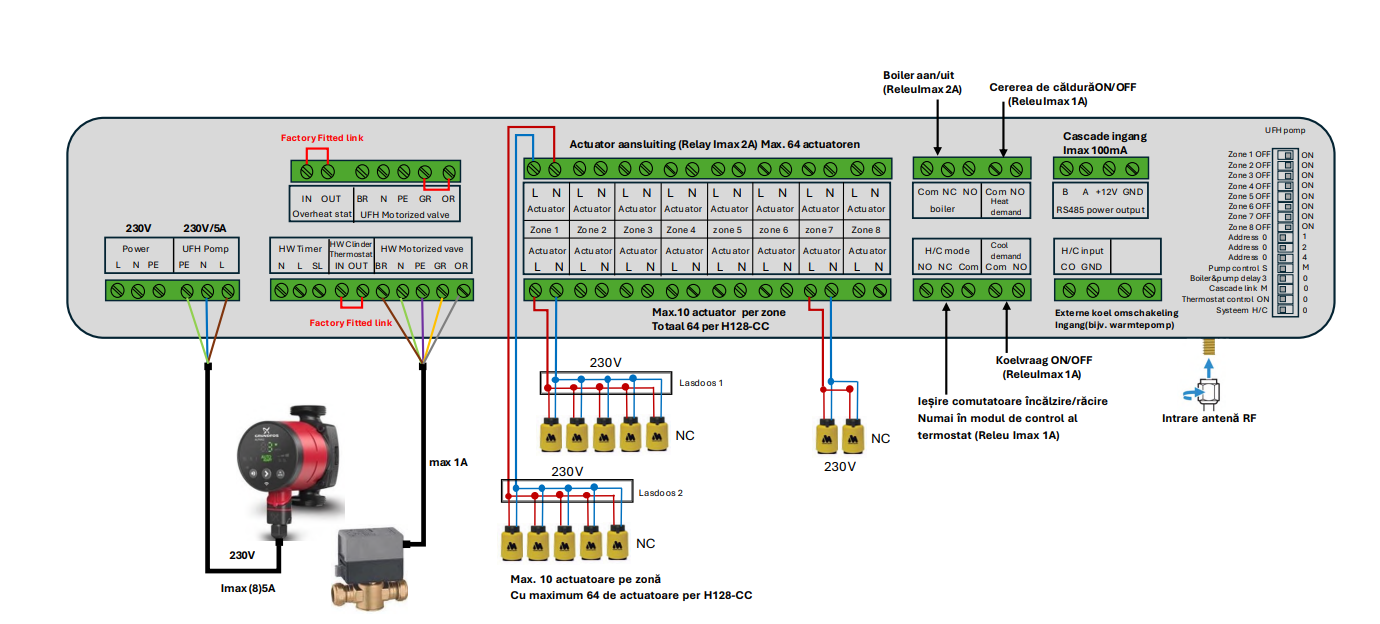 Boiler aan/uit
(ReleuImax 2A)
Cererea de căldurăON/OFF
(ReleuImax 1A)
Factory Fitted link
Actuator aansluiting (Relay Imax 2A) Max. 64 actuatoren
Cascade ingang
Imax 100mA
UFH pomp
IN OUT BR N PE GR OR
Overheat stat UFH Motorized valve
L N L N L N L N L N L N L N L N
Actuator Actuator Actuator Actuator Actuator Actuator Actuator Actuator
Zone 1 Zone 2 Zone 3 Zone 4 zone 5 zone 6 zone 7 Zone 8
Actuator Actuator Actuator Actuator Actuator Actuator Actuator Actuator
L N L N L N L N L N L N L N L N
Com NC NO Com NO
boiler Heat
demand
B A +12V GND
RS485 power output
Zone 1 OFF ON
Zone 2 OFF ON
Zone 3 OFF ON
Zone 4 OFF ON
Zone 5 OFF ON
Zone 6 OFF ON
Zone 7 OFF ON
Zone 8 OFF ON
Address 0 1
Address 0 2
Address 0 4
Pump control S M
Boiler&pump delay 3 0
Cascade link M 0
Thermostat control ON 0
Systeem H/C 0
230V 230V/5A
Power UFH Pomp
L N PE PE N L
HW Timer HW Clinder
Thermostat HW Motorized vave
N L SL IN OUT BR N PE GR OR
H/C mode Cool
demand
NO NC Com Com NO
H/C input
CO GND
Factory Fitted link
Max.10 actuator per zone
Totaal 64 per H128-CC
Externe koel omschakeling
Ingang(bijv. warmtepomp)
Koelvraag ON/OFF
(ReleuImax 1A)
Ieșire comutatoare încălzire/răcire
Numai în modul de control al
termostat (Releu Imax 1A)
Intrare antenă RF
230V
Lasdoos 1
NC
NC
230V
GRUNDFOS
max 1A
230V
Lasdoos 2
NC
230V
Imax (8)5A
Max. 10 actuatoare pe zonă
Cu maximum 64 de actuatoare per H128-CC